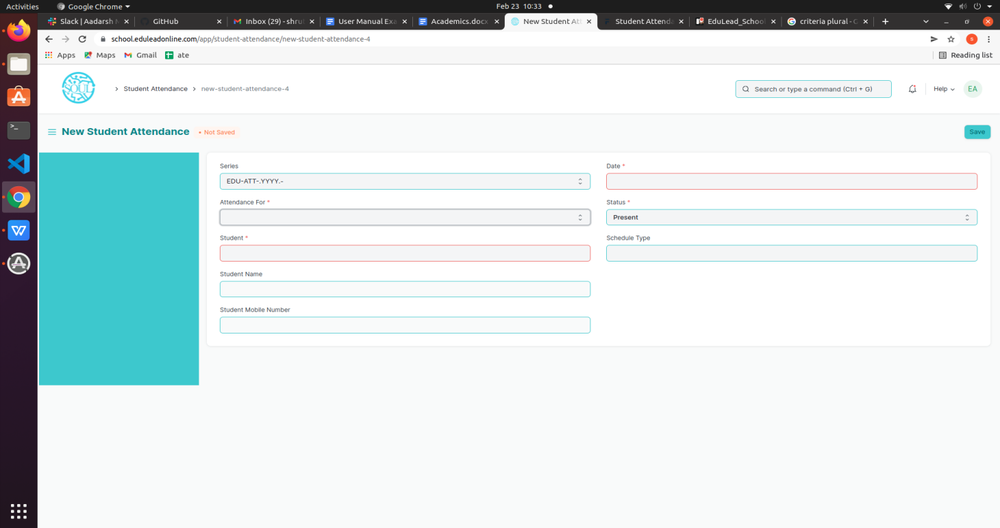 Activities Google Chrome Feb 23 10:33
Slack | Aadarsh GitHub Inbox (29) - shrut User Manual Exa Academics.docx New Student Att Student Attenda EduLead_School criteria plural - G
school.eduleadonline.com/app/student-attendance/new-student-attendance-4 s
Apps Maps Gmail ate Reading list
SOUL Student Attendance new-student-attendance-4 Search or type a command (Ctrl + G) Help EA
New Student Attendance • Not Saved Save
Series Date *
EDU-ATT-.YYYY.-
Attendance For * Status *
Present
Student * Schedule Type
Student Name
Student Mobile Number